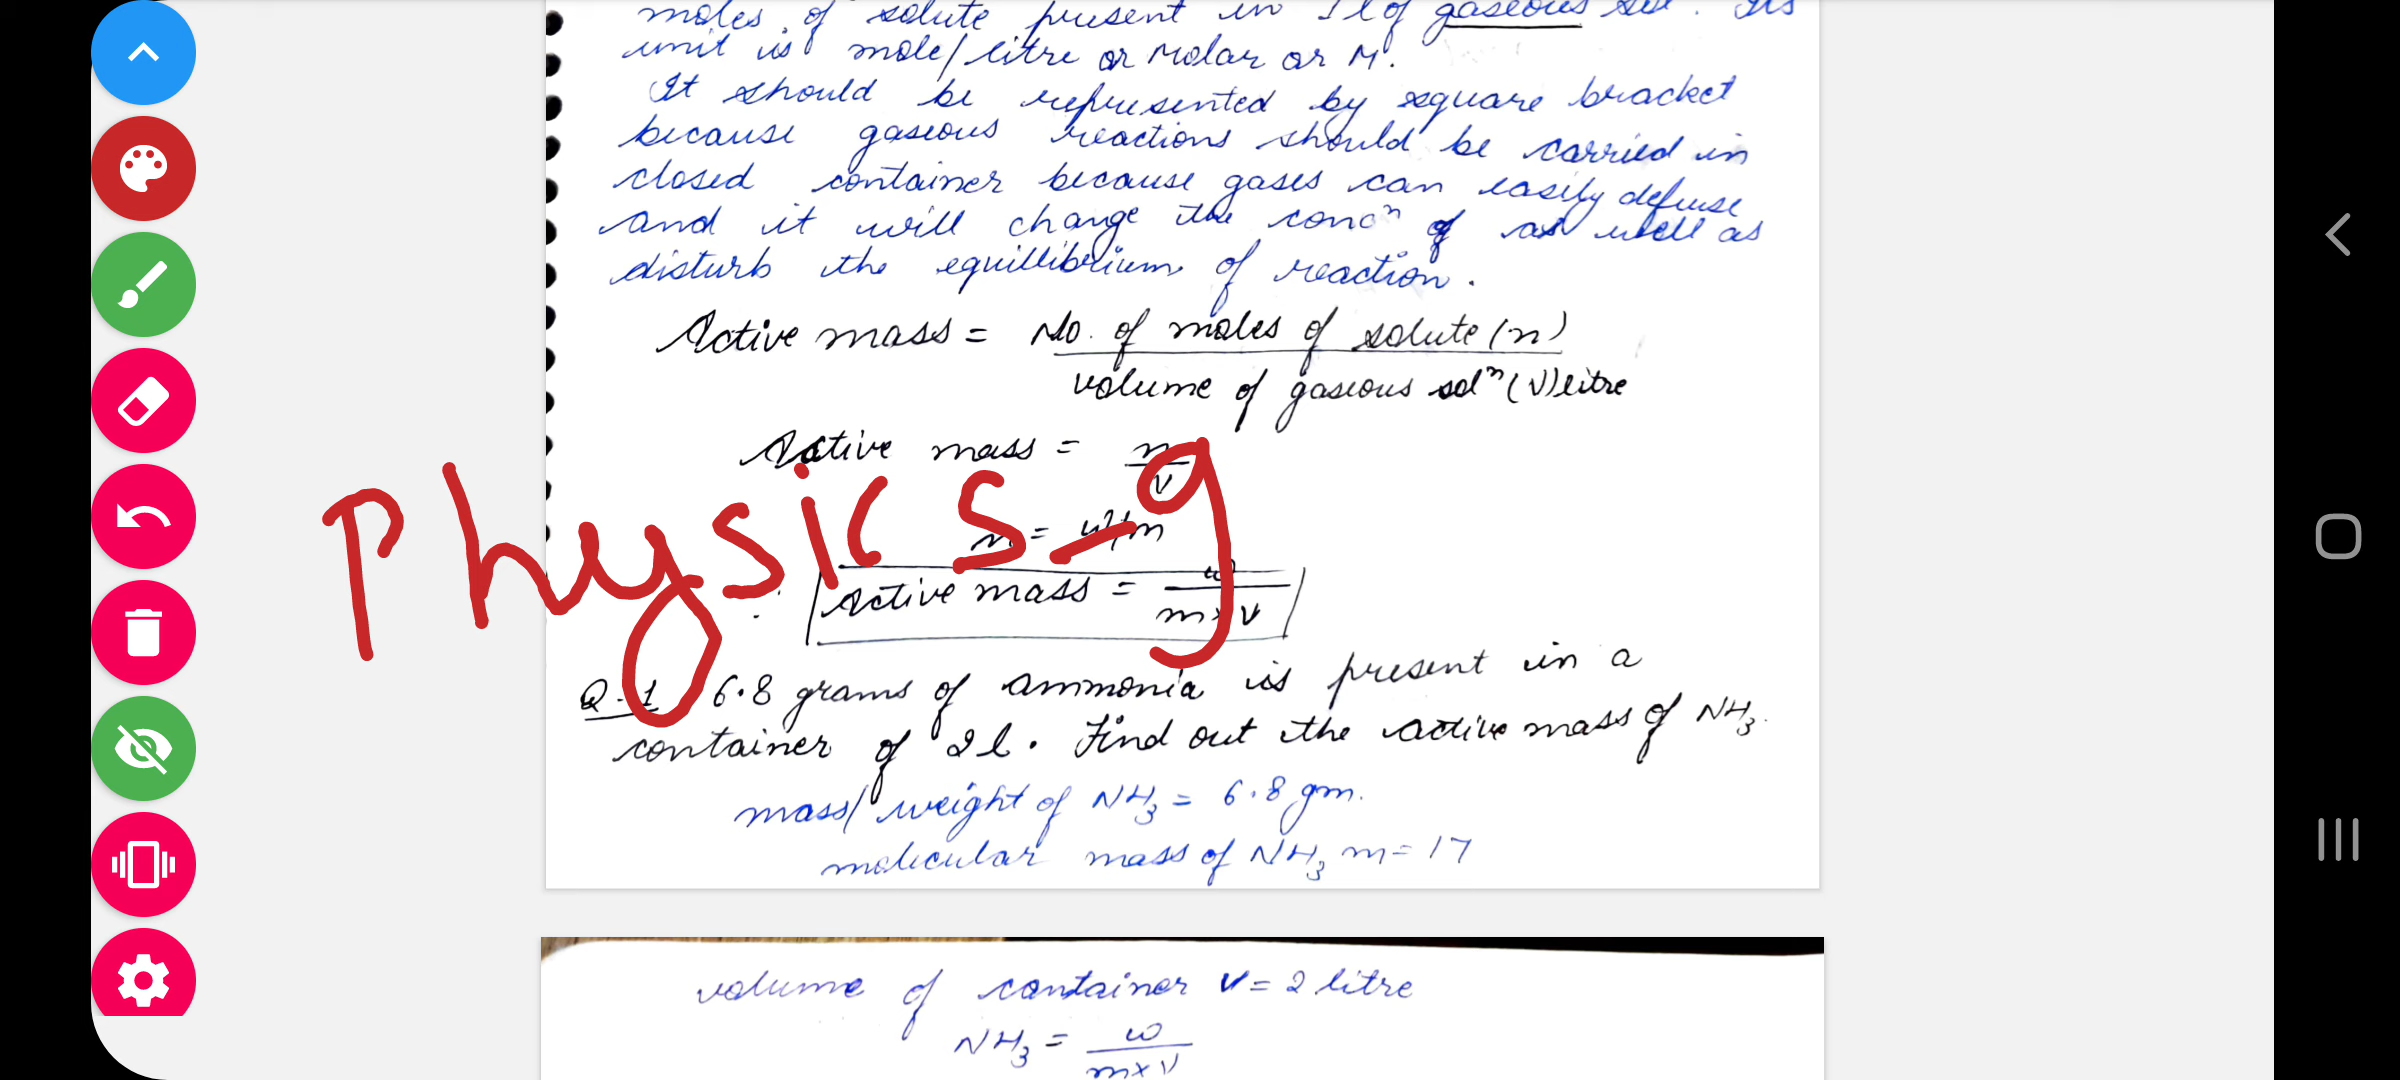 moles of solute present in 1 l of gaseous sol. Its
unit is mole/litre or Molar or M.
It should be represented by square bracket
because gaseous reactions should be carried in
closed container because gases can easily defuse
and it will change the concⁿ of as well as
disturb the equillibrium of reaction.
Active mass = No. of moles of solute (n)
volume of gaseous solⁿ (V) litre
Active mass = n
V
Physics-9
n = w/m
Active mass = w
m × V
Q-1 6.8 grams of ammonia is present in a
container of 2 l. Find out the active mass of NH₃.
mass/weight of NH₃ = 6.8 gm.
molecular mass of NH₃ m = 17
volume of container V = 2 litre
NH₃ = w
m×V